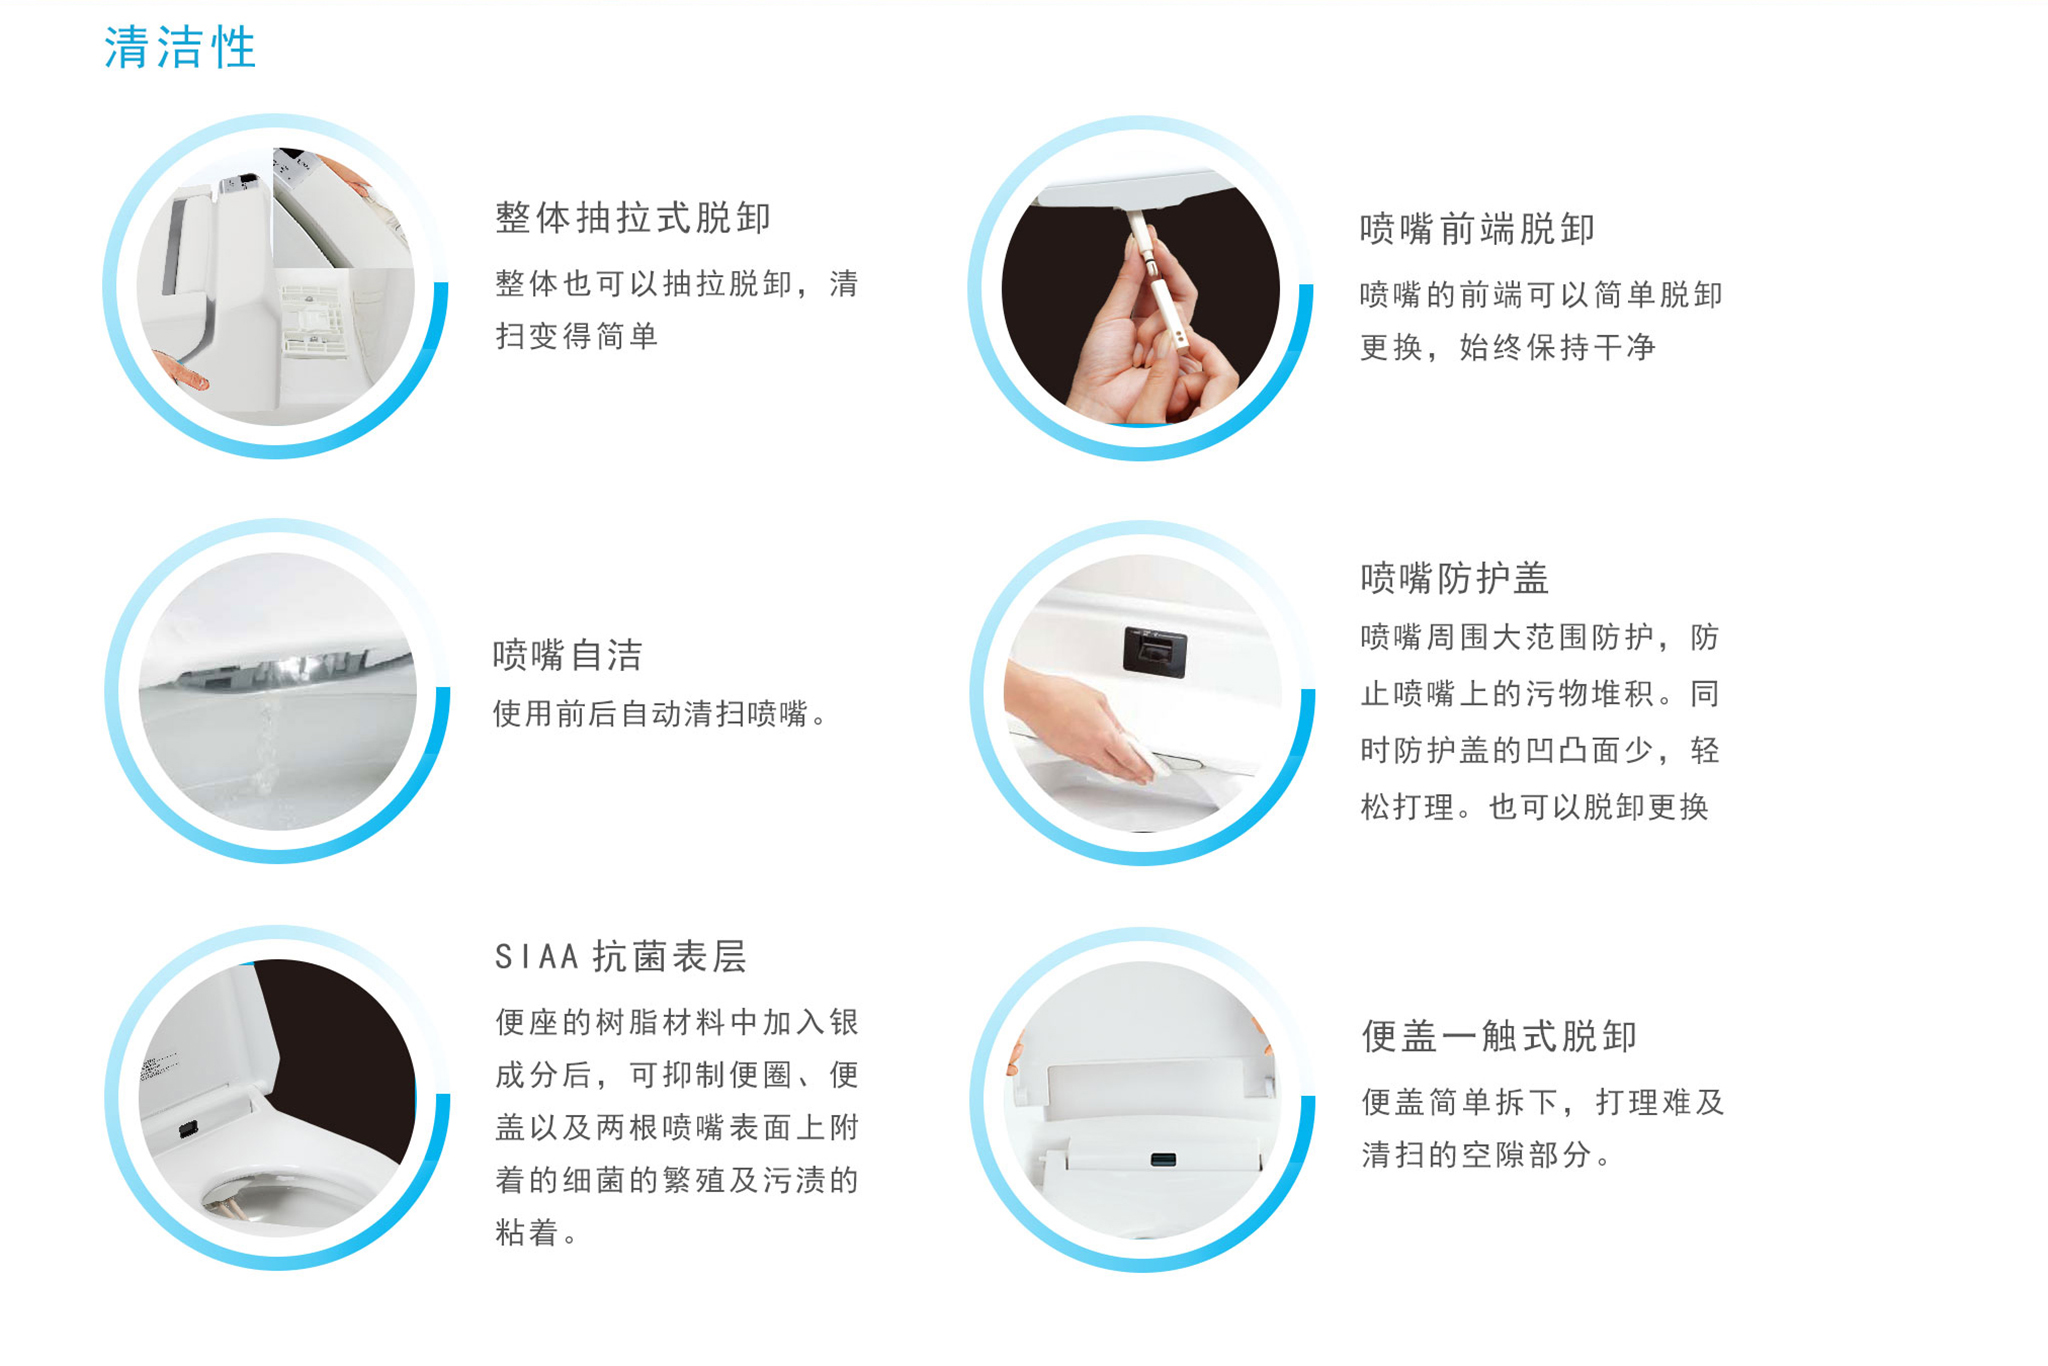 清洁性
整体抽拉式脱卸
整体也可以抽拉脱卸，清
扫变得简单
喷嘴前端脱卸
喷嘴的前端可以简单脱卸
更换，始终保持干净
喷嘴自洁
使用前后自动清扫喷嘴。
喷嘴防护盖
喷嘴周围大范围防护，防
止喷嘴上的污物堆积。同
时防护盖的凹凸面少，轻
松打理。也可以脱卸更换
SIAA 抗菌表层
便座的树脂材料中加入银
成分后，可抑制便圈、便
盖以及两根喷嘴表面上附
着的细菌的繁殖及污渍的
粘着。
便盖一触式脱卸
便盖简单拆下，打理难及
清扫的空隙部分。